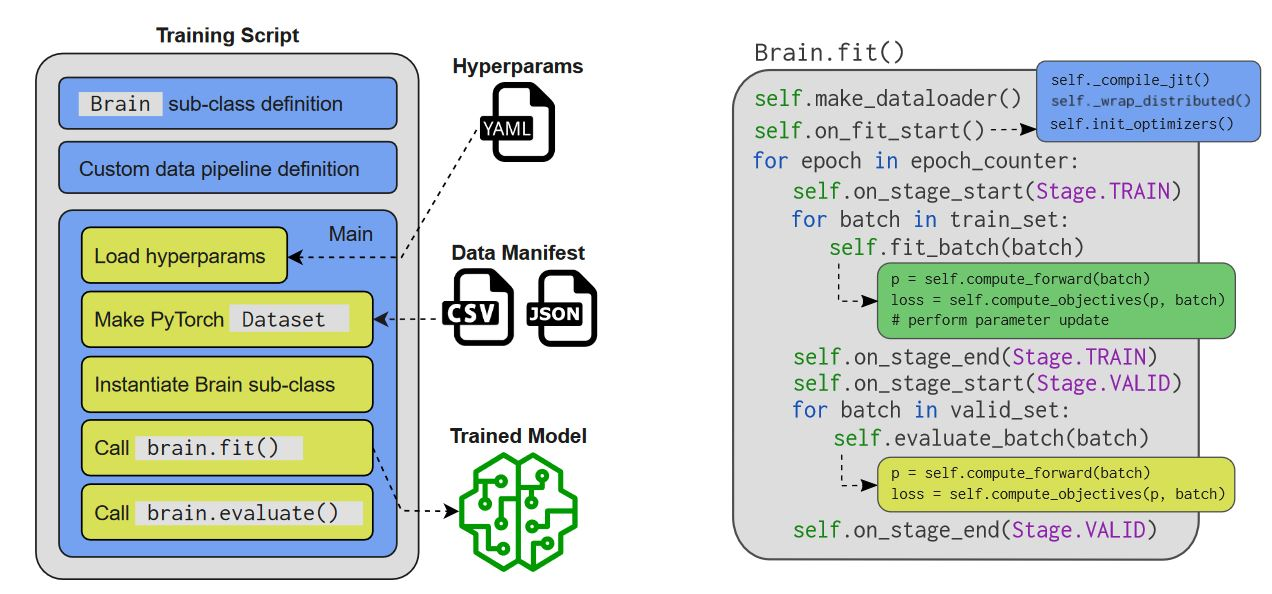 Training Script
Brain sub-class definition
Custom data pipeline definition
Main
Load hyperparams
Make PyTorch Dataset
Instantiate Brain sub-class
Call brain.fit()
Call brain.evaluate()
Hyperparams
YAML
Data Manifest
CSV
JSON
Trained Model
Brain.fit()
self.make_dataloader()
self.on_fit_start()
self._compile_jit()
self._wrap_distributed()
self.init_optimizers()
for epoch in epoch_counter:
self.on_stage_start(Stage.TRAIN)
for batch in train_set:
self.fit_batch(batch)
p = self.compute_forward(batch)
loss = self.compute_objectives(p, batch)
# perform parameter update
self.on_stage_end(Stage.TRAIN)
self.on_stage_start(Stage.VALID)
for batch in valid_set:
self.evaluate_batch(batch)
p = self.compute_forward(batch)
loss = self.compute_objectives(p, batch)
self.on_stage_end(Stage.VALID)